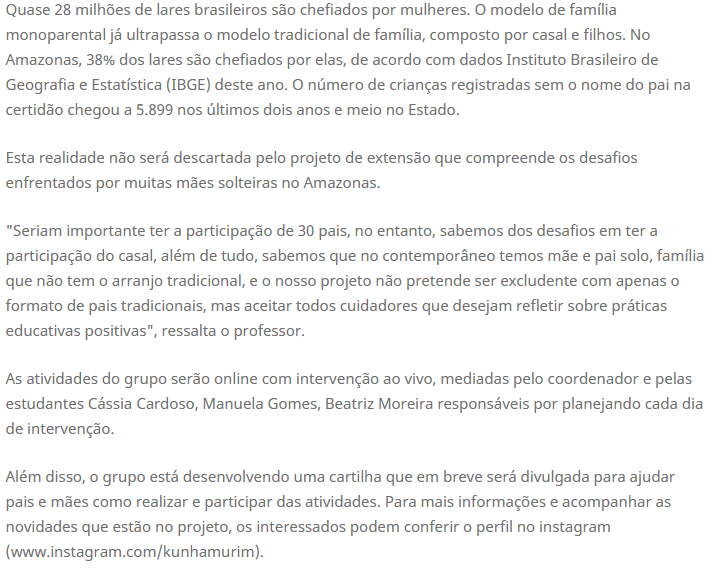 Quase 28 milhões de lares brasileiros são chefiados por mulheres. O modelo de família
monoparental já ultrapassa o modelo tradicional de família, composto por casal e filhos. No
Amazonas, 38% dos lares são chefiados por elas, de acordo com dados Instituto Brasileiro de
Geografia e Estatística (IBGE) deste ano. O número de crianças registradas sem o nome do pai na
certidão chegou a 5.899 nos últimos dois anos e meio no Estado.
Esta realidade não será descartada pelo projeto de extensão que compreende os desafios
enfrentados por muitas mães solteiras no Amazonas.
"Seriam importante ter a participação de 30 pais, no entanto, sabemos dos desafios em ter a
participação do casal, além de tudo, sabemos que no contemporâneo temos mãe e pai solo, família
que não tem o arranjo tradicional, e o nosso projeto não pretende ser excludente com apenas o
formato de pais tradicionais, mas aceitar todos cuidadores que desejam refletir sobre práticas
educativas positivas", ressalta o professor.
As atividades do grupo serão online com intervenção ao vivo, mediadas pelo coordenador e pelas
estudantes Cássia Cardoso, Manuela Gomes, Beatriz Moreira responsáveis por planejando cada dia
de intervenção.
Além disso, o grupo está desenvolvendo uma cartilha que em breve será divulgada para ajudar
pais e mães como realizar e participar das atividades. Para mais informações e acompanhar as
novidades que estão no projeto, os interessados podem conferir o perfil no instagram
(www.instagram.com/kunhamurim).